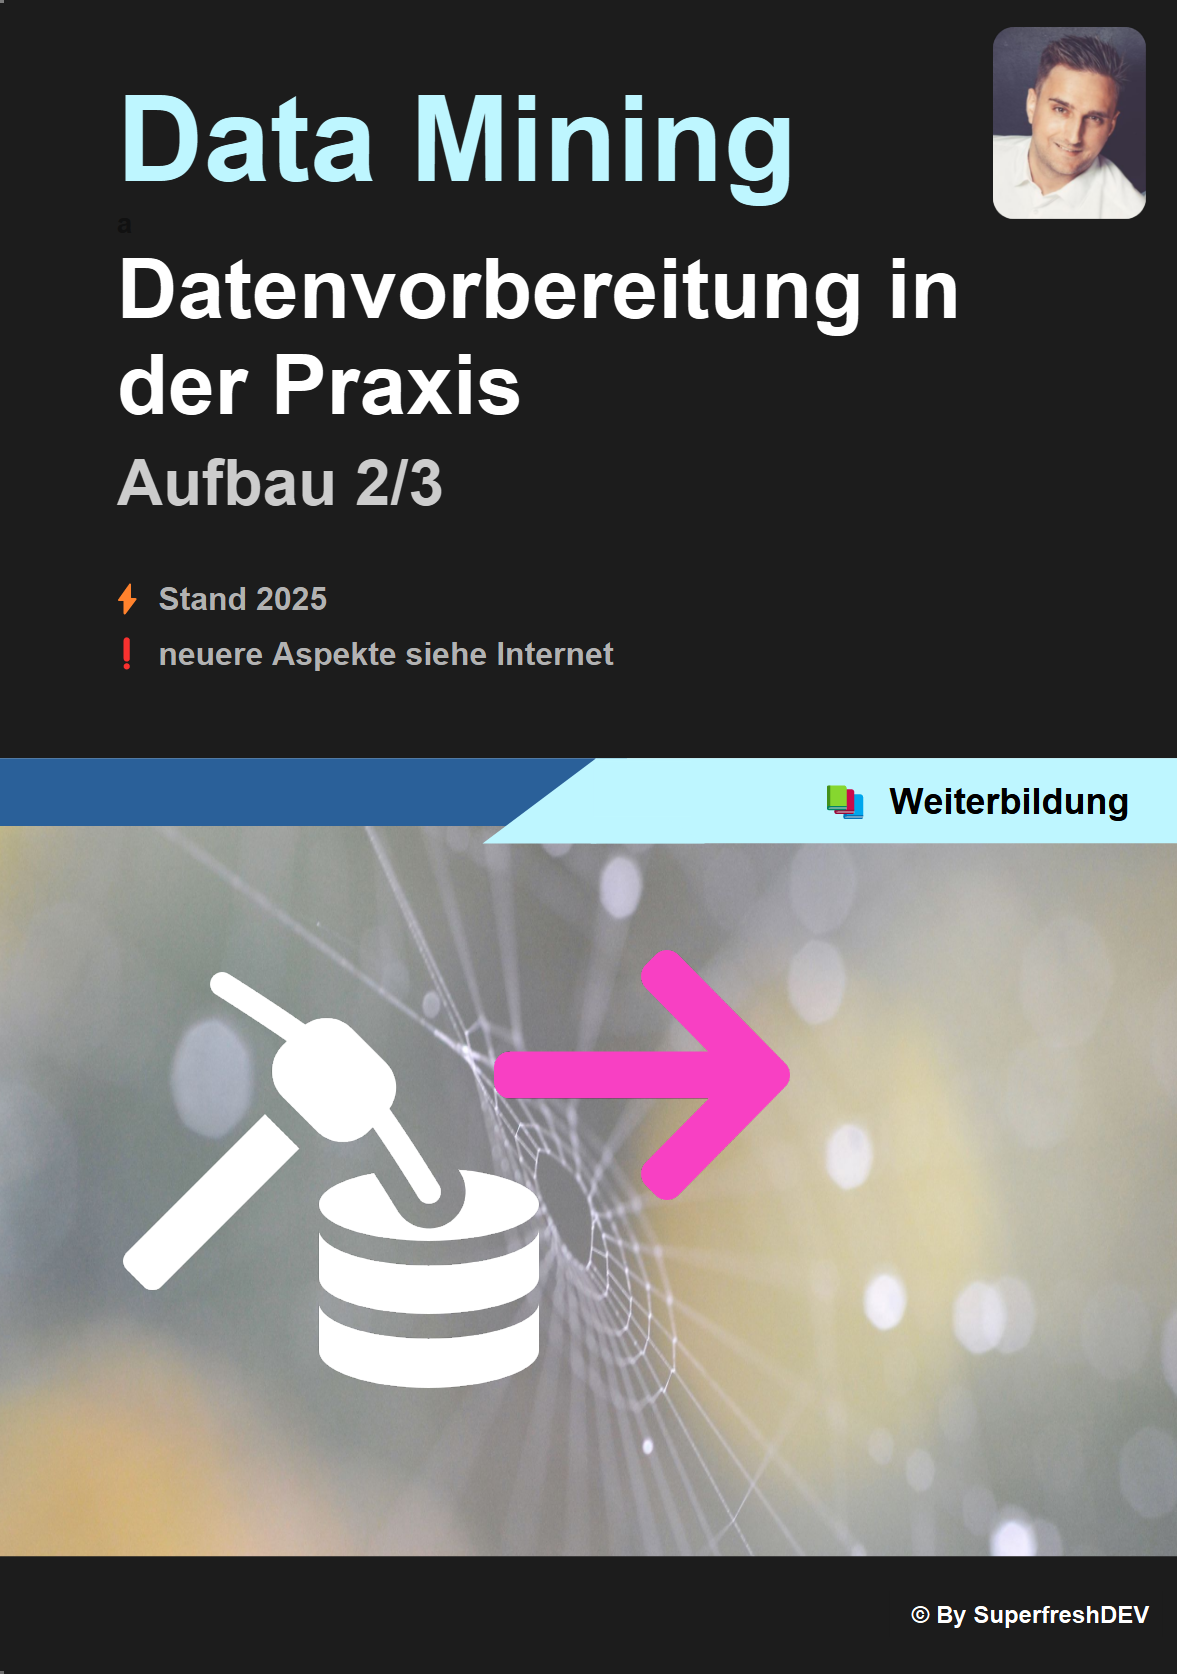 Data Mining
a
Datenvorbereitung in
der Praxis
Aufbau 2/3
Stand 2025
neuere Aspekte siehe Internet
Weiterbildung
© By SuperfreshDEV